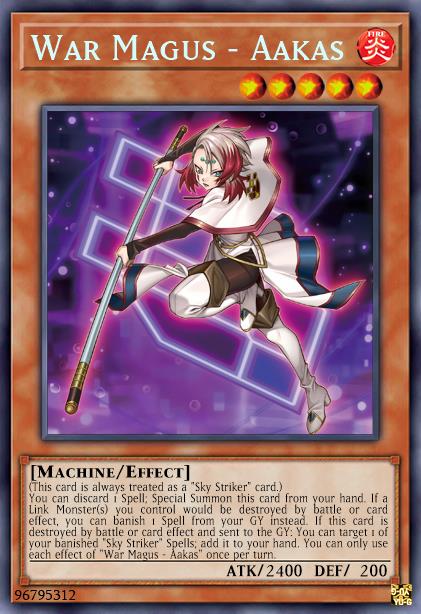 War Magus - Aakas
FIRE
炎
[Machine/Effect]
(This card is always treated as a "Sky Striker" card.)
You can discard 1 Spell; Special Summon this card from your hand. If a
Link Monster(s) you control would be destroyed by battle or card
effect, you can banish 1 Spell from your GY instead. If this card is
destroyed by battle or card effect and sent to the GY: You can target 1 of
your banished "Sky Striker" Spells; add it to your hand. You can only use
each effect of "War Magus - Aakas" once per turn.
ATK/2400 DEF/ 200
96795312